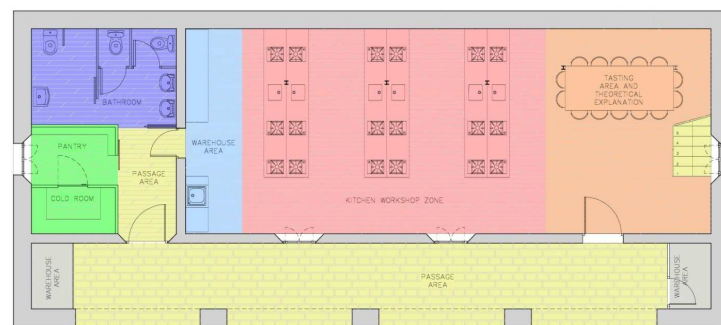 BATHROOM
PANTRY
COLD ROOM
PASSAGE
AREA
WAREHOUSE
AREA
KITCHEN WORKSHOP ZONE
TASTING
AREA AND
THEORETICAL
EXPLANATION
WAREHOUSE
AREA
PASSAGE
AREA
WAREHOUSE
AREA